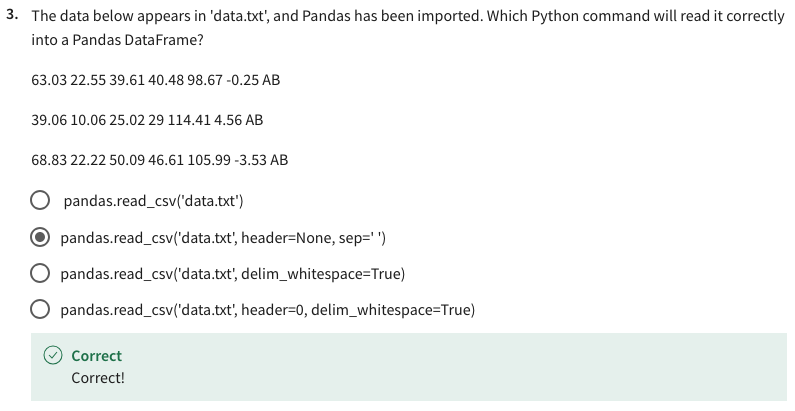 3. The data below appears in 'data.txt', and Pandas has been imported. Which Python command will read it correctly
into a Pandas DataFrame?
63.03 22.55 39.61 40.48 98.67 -0.25 AB
39.06 10.06 25.02 29 114.41 4.56 AB
68.83 22.22 50.09 46.61 105.99 -3.53 AB
pandas.read_csv('data.txt')
pandas.read_csv('data.txt', header=None, sep=' ')
pandas.read_csv('data.txt', delim_whitespace=True)
pandas.read_csv('data.txt', header=0, delim_whitespace=True)
Correct
Correct!